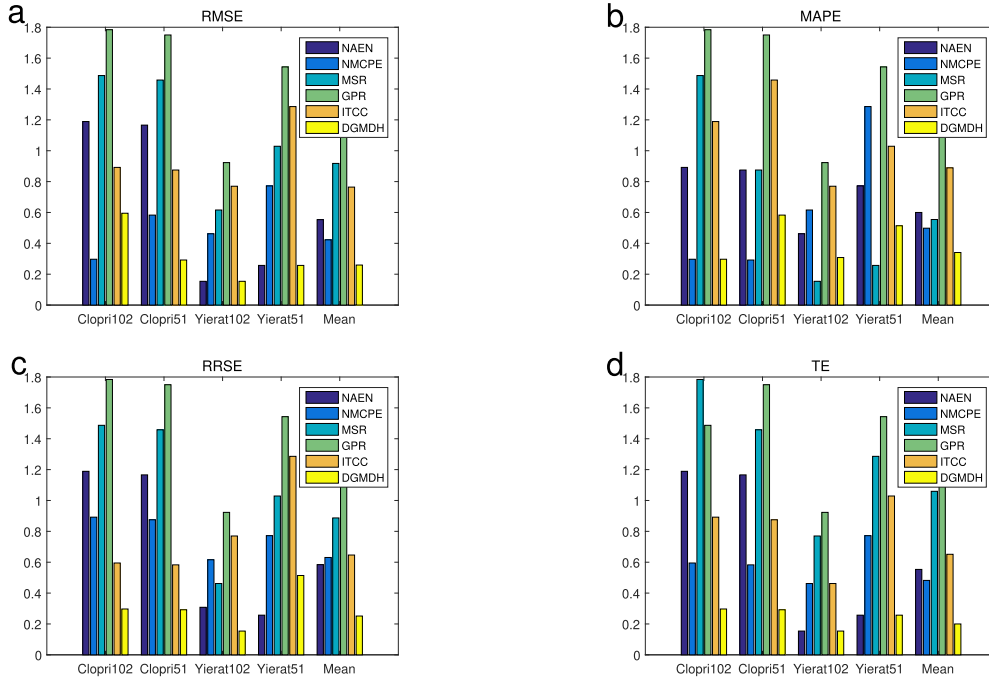 a
RMSE
1.8
1.6
1.4
1.2
1
0.8
0.6
0.4
0.2
0
NAEN
NMCPE
MSR
GPR
ITCC
DGMDH
Clopri102 Clopri51 Yierat102 Yierat51 Mean
b
MAPE
1.8
1.6
1.4
1.2
1
0.8
0.6
0.4
0.2
0
NAEN
NMCPE
MSR
GPR
ITCC
DGMDH
Clopri102 Clopri51 Yierat102 Yierat51 Mean
c
RRSE
1.8
1.6
1.4
1.2
1
0.8
0.6
0.4
0.2
0
NAEN
NMCPE
MSR
GPR
ITCC
DGMDH
Clopri102 Clopri51 Yierat102 Yierat51 Mean
d
TE
1.8
1.6
1.4
1.2
1
0.8
0.6
0.4
0.2
0
NAEN
NMCPE
MSR
GPR
ITCC
DGMDH
Clopri102 Clopri51 Yierat102 Yierat51 Mean